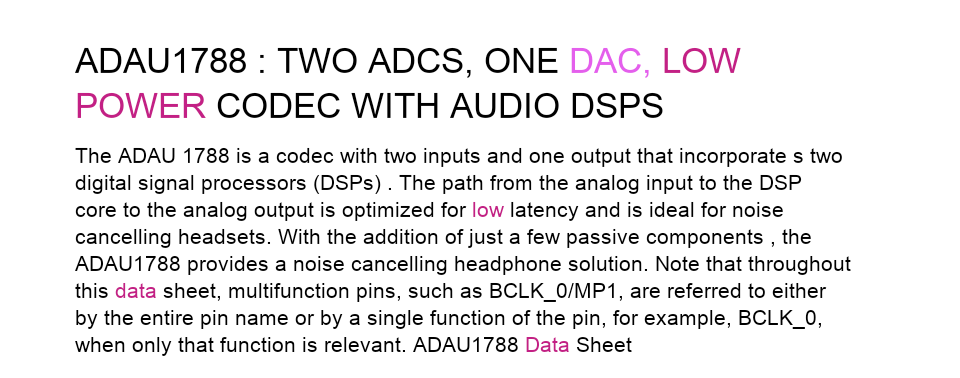 ADAU1788 : TWO ADCS, ONE DAC, LOW
POWER CODEC WITH AUDIO DSPS
The ADAU 1788 is a codec with two inputs and one output that incorporate s two
digital signal processors (DSPs) . The path from the analog input to the DSP
core to the analog output is optimized for low latency and is ideal for noise
cancelling headsets. With the addition of just a few passive components , the
ADAU1788 provides a noise cancelling headphone solution. Note that throughout
this data sheet, multifunction pins, such as BCLK_0/MP1, are referred to either
by the entire pin name or by a single function of the pin, for example, BCLK_0,
when only that function is relevant. ADAU1788 Data Sheet